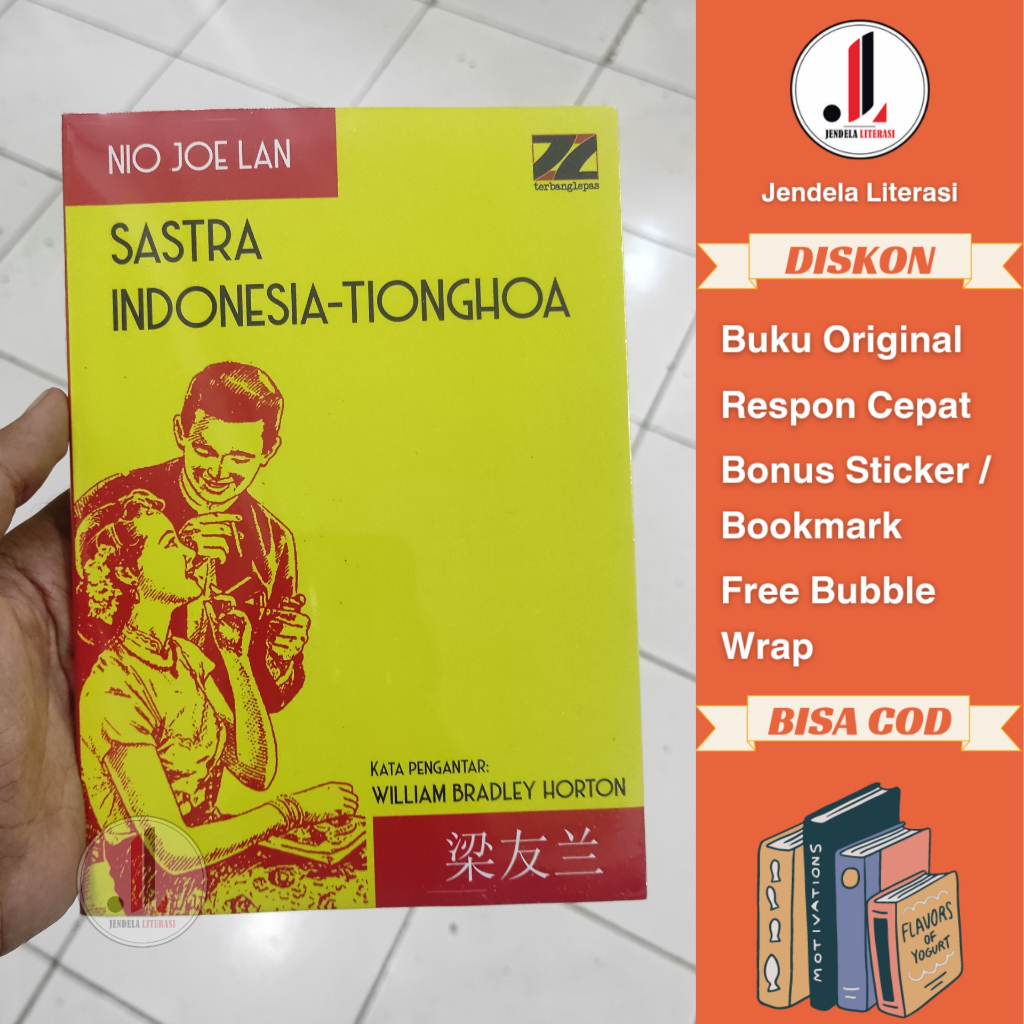 NIO JOE LAN
terbanglepas
SASTRA
INDONESIA-TIONGHOA
KATA PENGANTAR:
WILLIAM BRADLEY HORTON
梁友兰
JENDELA LITERASI
JENDELA LITERASI
Jendela Literasi
DISKON
Buku Original
Respon Cepat
Bonus Sticker /
Bookmark
Free Bubble
Wrap
BISA COD
MOTIVATIONS
FLAVORS
OF
YOGURT